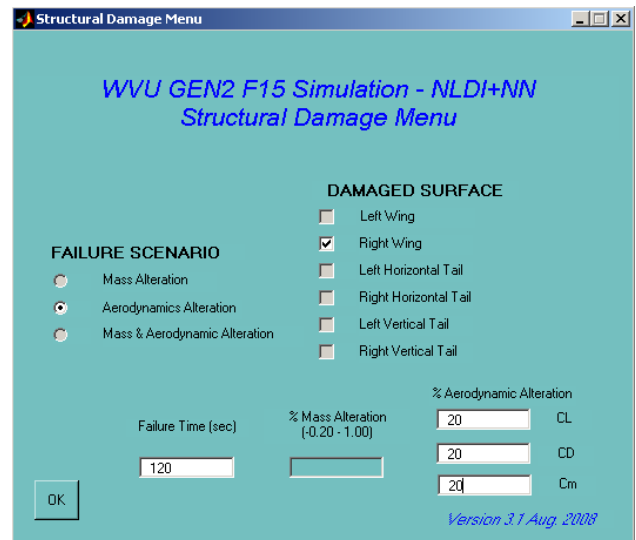 Structural Damage Menu
WVU GEN2 F15 Simulation - NLDI+NN
Structural Damage Menu
DAMAGED SURFACE
Left Wing
Right Wing
Left Horizontal Tail
Right Horizontal Tail
Left Vertical Tail
Right Vertical Tail
FAILURE SCENARIO
Mass Alteration
Aerodynamics Alteration
Mass & Aerodynamic Alteration
Failure Time (sec)
120
% Mass Alteration
(-0.20 - 1.00)
% Aerodynamic Alteration
20 CL
20 CD
20 Cm
OK
Version 3.1 Aug. 2008